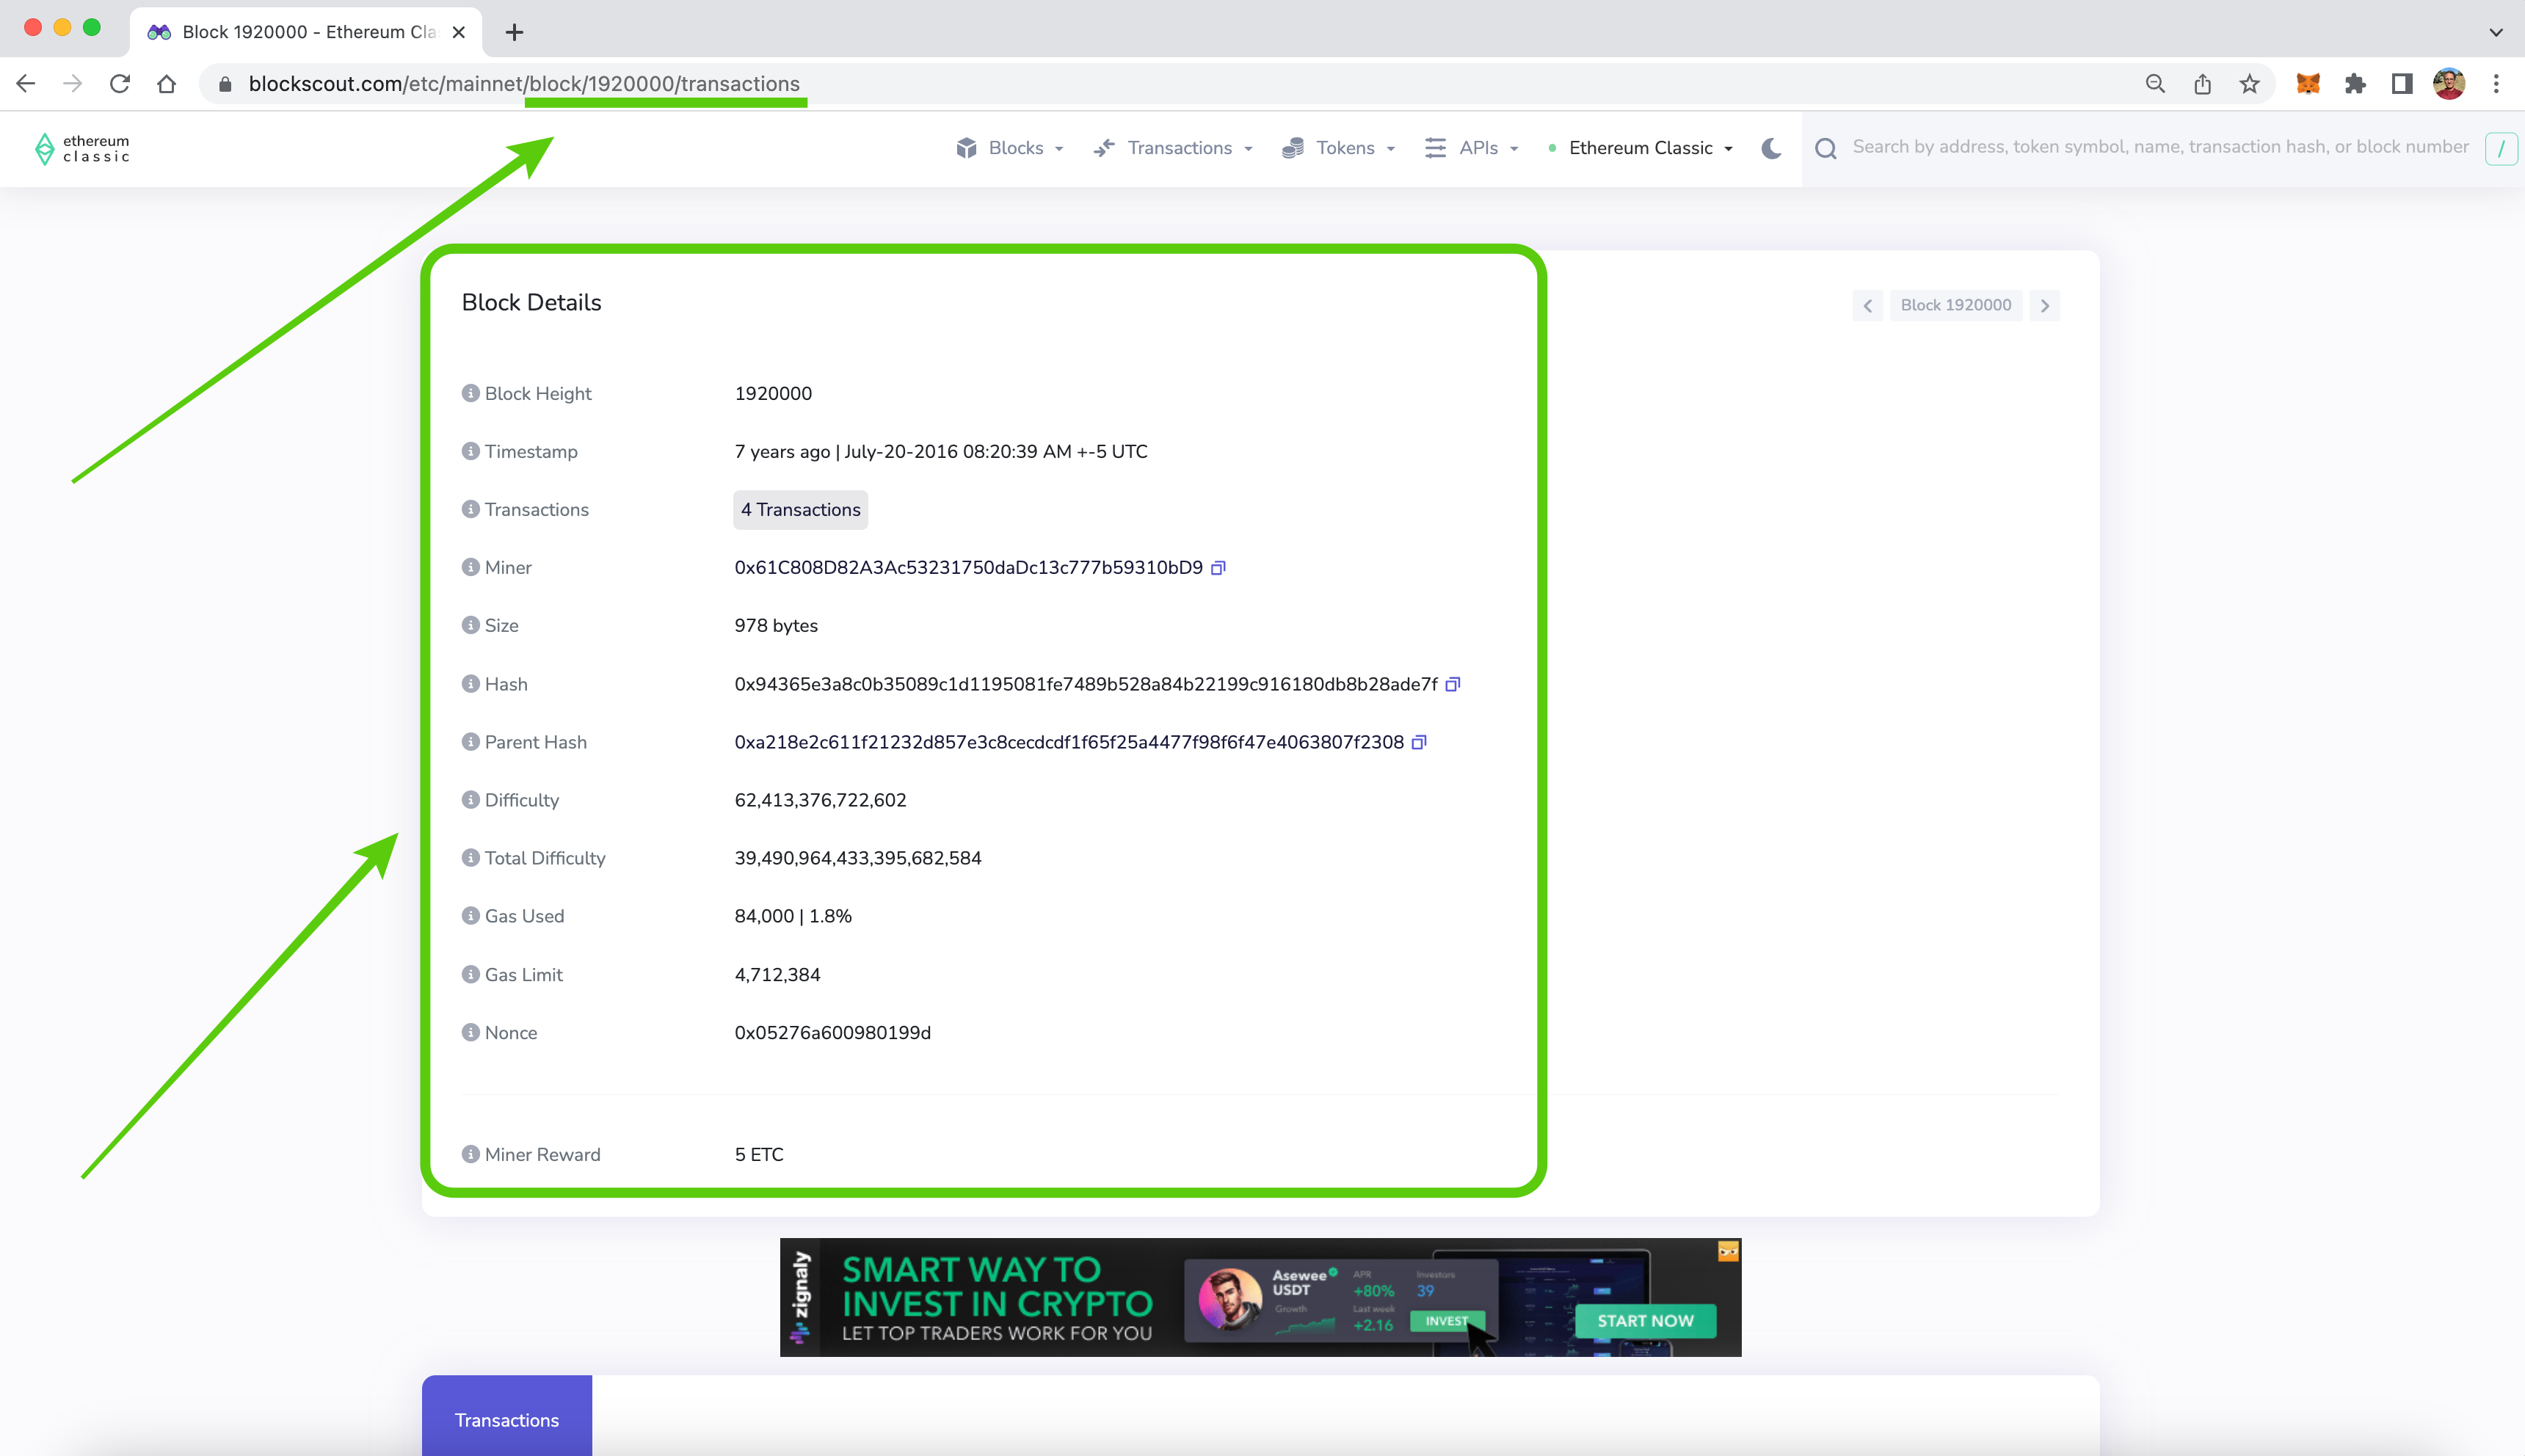 Block 1920000 - Ethereum Cla
blockscout.com/etc/mainnet/block/1920000/transactions
ethereum
classic
Blocks
Transactions
Tokens
APIs
Ethereum Classic
Search by address, token symbol, name, transaction hash, or block number
/
Block Details
Block 1920000
Block Height 1920000
Timestamp 7 years ago | July-20-2016 08:20:39 AM +-5 UTC
Transactions 4 Transactions
Miner 0x61C808D82A3Ac53231750daDc13c777b59310bD9
Size 978 bytes
Hash 0x94365e3a8c0b35089c1d1195081fe7489b528a84b22199c916180db8b28ade7f
Parent Hash 0xa218e2c611f21232d857e3c8cecdcdf1f65f25a4477f98f6f47e4063807f2308
Difficulty 62,413,376,722,602
Total Difficulty 39,490,964,433,395,682,584
Gas Used 84,000 | 1.8%
Gas Limit 4,712,384
Nonce 0x05276a600980199d
Miner Reward 5 ETC
zignaly
SMART WAY TO
INVEST IN CRYPTO
LET TOP TRADERS WORK FOR YOU
Asewee
USDT
Growth
APR
+80%
Last week
+2.16
Investors
39
INVEST
START NOW
Transactions